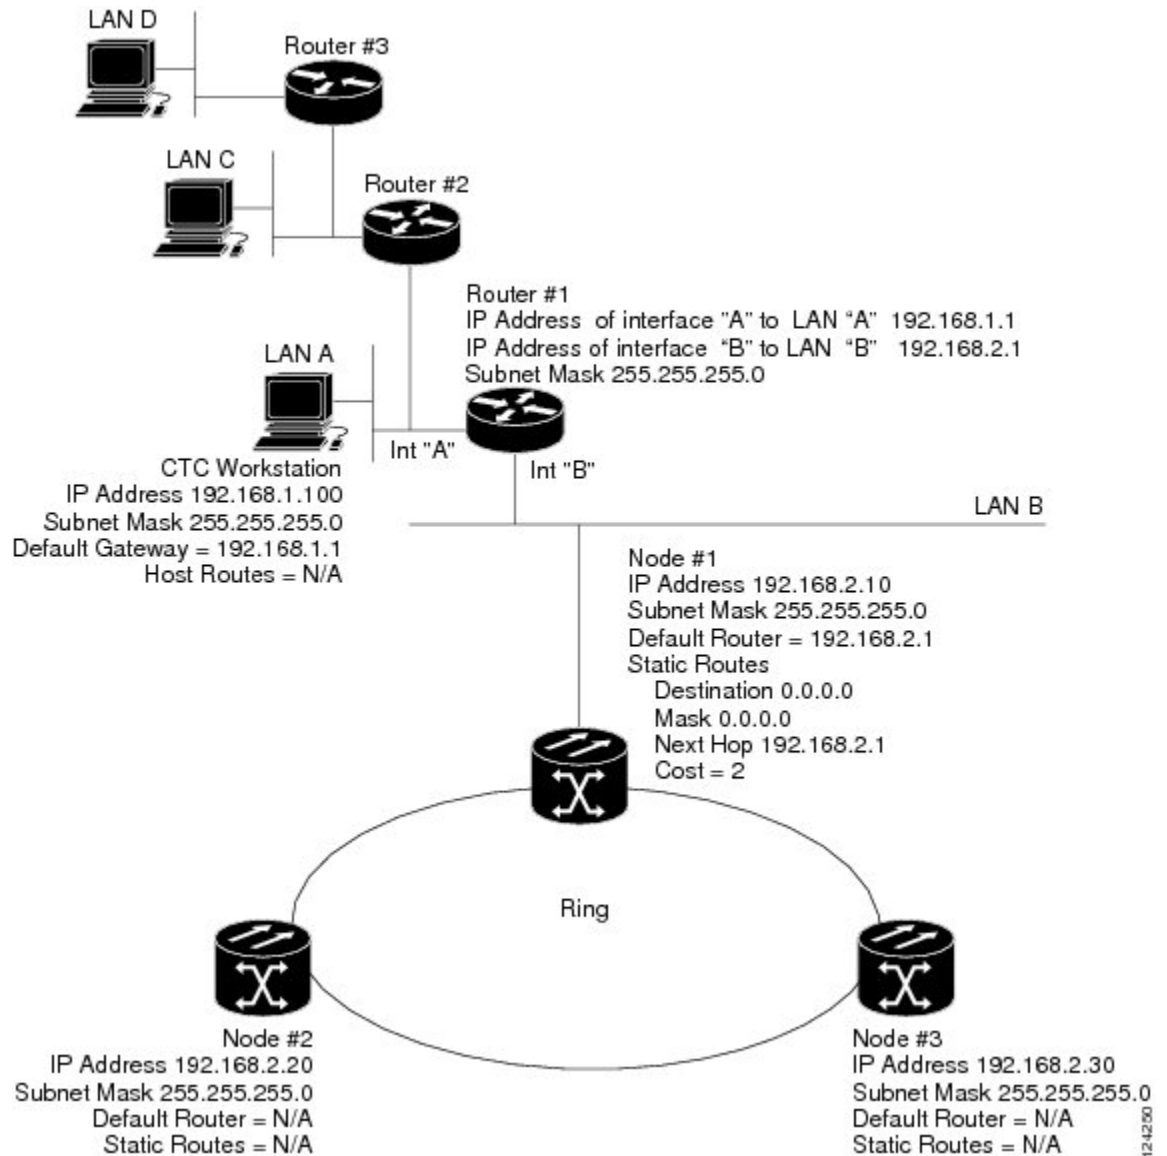 LAN D
Router #3
LAN C
Router #2
Router #1
IP Address of interface "A" to LAN “A” 192.168.1.1
IP Address of interface “B” to LAN “B” 192.168.2.1
Subnet Mask 255.255.255.0
LAN A
Int "A"
Int "B"
CTC Workstation
IP Address 192.168.1.100
Subnet Mask 255.255.255.0
Default Gateway = 192.168.1.1
Host Routes = N/A
LAN B
Node #1
IP Address 192.168.2.10
Subnet Mask 255.255.255.0
Default Router = 192.168.2.1
Static Routes
Destination 0.0.0.0
Mask 0.0.0.0
Next Hop 192.168.2.1
Cost = 2
Ring
Node #2
IP Address 192.168.2.20
Subnet Mask 255.255.255.0
Default Router = N/A
Static Routes = N/A
Node #3
IP Address 192.168.2.30
Subnet Mask 255.255.255.0
Default Router = N/A
Static Routes = N/A
124250